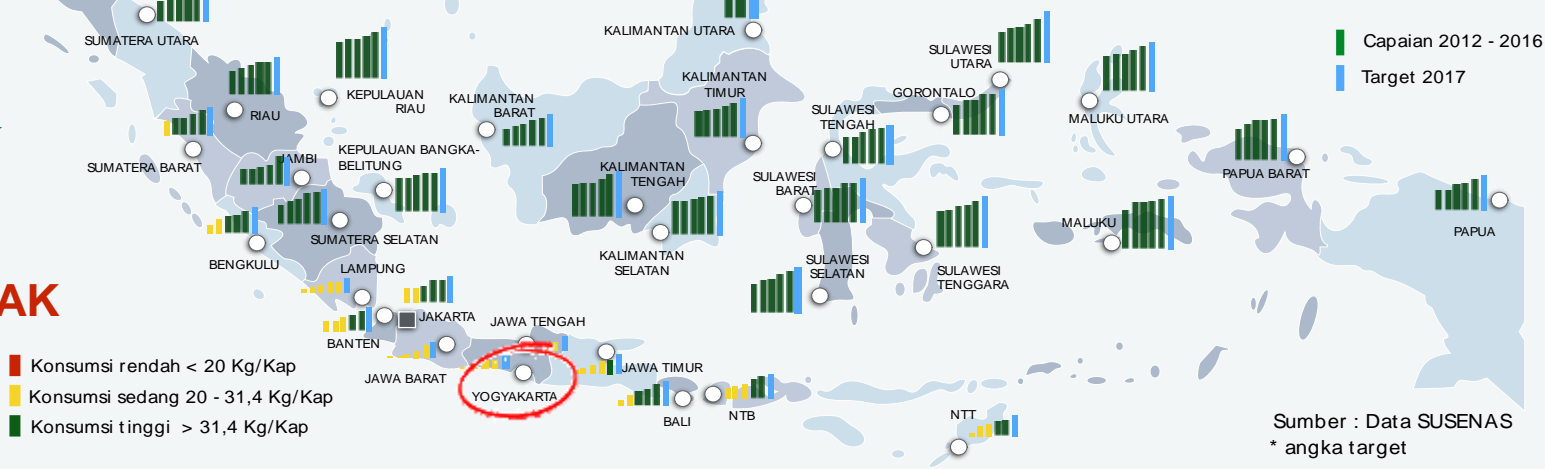 SUMATERA UTARA
KEPULAUAN
RIAU
RIAU
SUMATERA BARAT
JAMBI
KEPULAUAN BANGKA-
BELITUNG
SUMATERA SELATAN
BENGKULU
LAMPUNG
JAKARTA
BANTEN
JAWA BARAT
JAWA TENGAH
YOGYAKARTA
JAWA TIMUR
BALI
NTB
NTT
KALIMANTAN UTARA
KALIMANTAN
TIMUR
KALIMANTAN
BARAT
KALIMANTAN
TENGAH
KALIMANTAN
SELATAN
SULAWESI
UTARA
GORONTALO
SULAWESI
TENGAH
SULAWESI
BARAT
SULAWESI
SELATAN
SULAWESI
TENGGARA
MALUKU UTARA
MALUKU
PAPUA BARAT
PAPUA
Capaian 2012 - 2016
Target 2017
AK
Konsumsi rendah < 20 Kg/Kap
Konsumsi sedang 20 - 31,4 Kg/Kap
Konsumsi tinggi > 31,4 Kg/Kap
Sumber : Data SUSENAS
* angka target